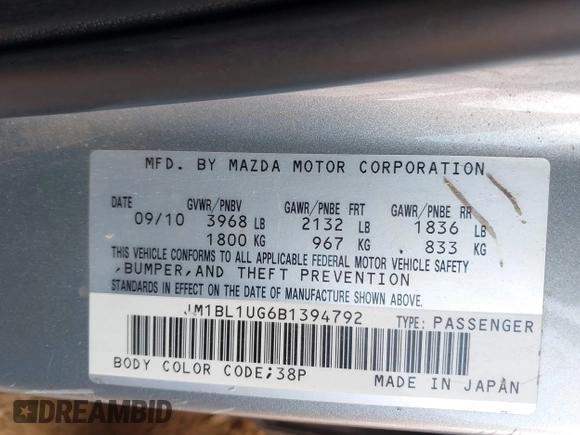 MFD. BY MAZDA MOTOR CORPORATION
DATE GVWR/PNBV GAWR/PNBE FRT GAWR/PNBE RR
09/10 3968 LB 2132 LB 1836 LB
1800 KG 967 KG 833 KG
THIS VEHICLE CONFORMS TO ALL APPLICABLE FEDERAL MOTOR VEHICLE SAFETY
,BUMPER,AND THEFT PREVENTION
STANDARDS IN EFFECT ON THE DATE OF MANUFACTURE SHOWN ABOVE.
JM1BL1UG6B1394792 TYPE: PASSENGER
BODY COLOR CODE;38P MADE IN JAPAN
DREAMBID